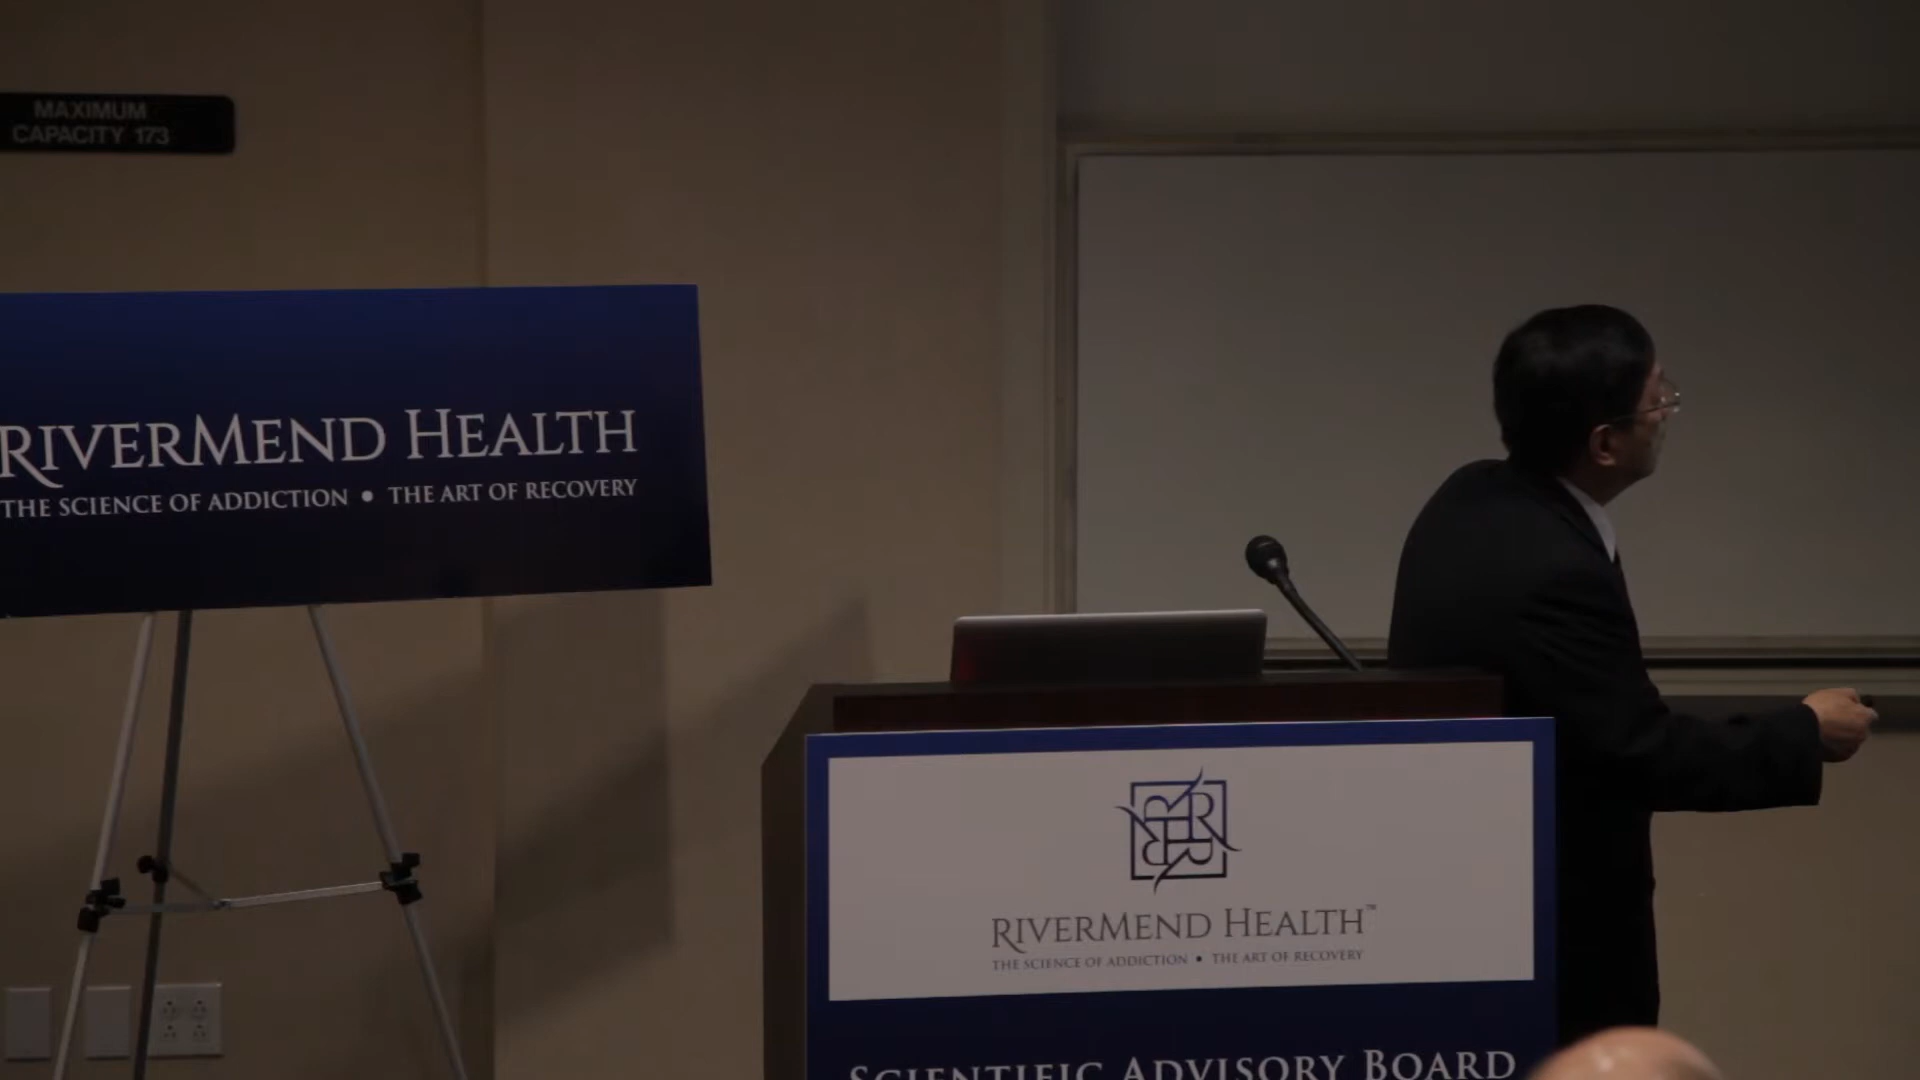 MAXIMUM
CAPACITY 173
RIVERMEND HEALTH
THE SCIENCE OF ADDICTION • THE ART OF RECOVERY
RIVERMEND HEALTH™
THE SCIENCE OF ADDICTION • THE ART OF RECOVERY
SCIENTIFIC ADVISORY BOARD